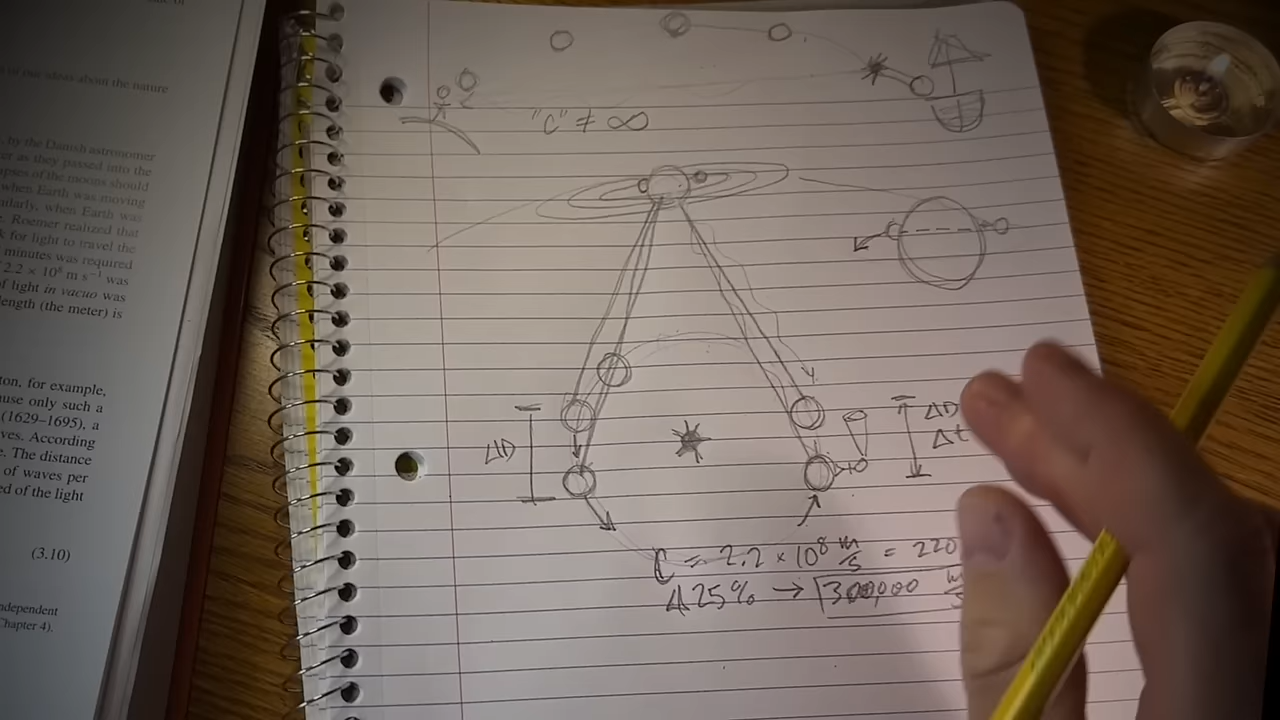 or our ideas about the nature
, by the Danish astronomer
er as they passed into the
pses of the moons should
when Earth was moving
ilarly, when Earth was
. Roemer realized that
k for light to travel the
minutes was required
2.2 × 10⁸ m s⁻¹ was
of light in vacuo was
length (the meter) is
ton, for example,
use only such a
(1629–1695), a
ves. According
e. The distance
of waves per
ed of the light
(3.10)
ndependent
Chapter 4).
"C" ≠ ∞
ΔD
ΔD
Δt
C = 2.2 × 10⁸ m/s = 220
Δ25% → 300,000